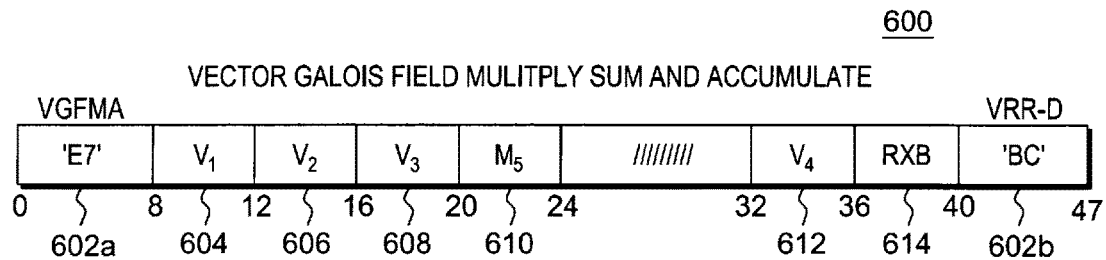 600
VECTOR GALOIS FIELD MULITPLY SUM AND ACCUMULATE
VGFMA VRR-D
'E7' V1 V2 V3 M5 ///////// V4 RXB 'BC'
0 8 12 16 20 24 32 36 40 47
602a 604 606 608 610 612 614 602b